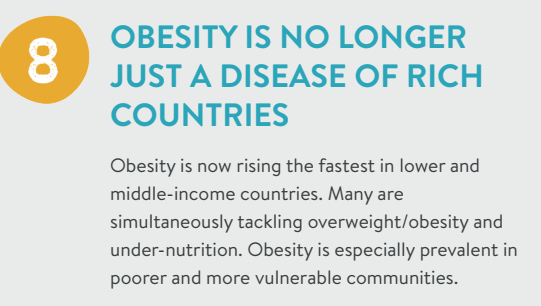 8
OBESITY IS NO LONGER
JUST A DISEASE OF RICH
COUNTRIES
Obesity is now rising the fastest in lower and
middle-income countries. Many are
simultaneously tackling overweight/obesity and
under-nutrition. Obesity is especially prevalent in
poorer and more vulnerable communities.